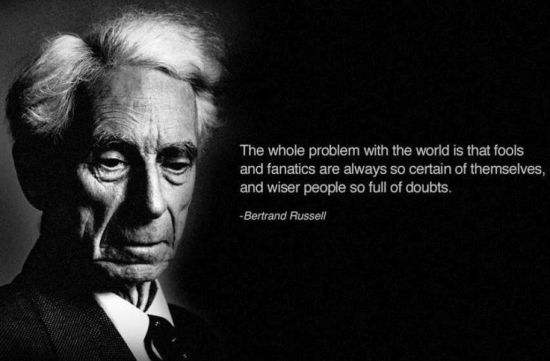 The whole problem with the world is that fools
and fanatics are always so certain of themselves,
and wiser people so full of doubts.
-Bertrand Russell